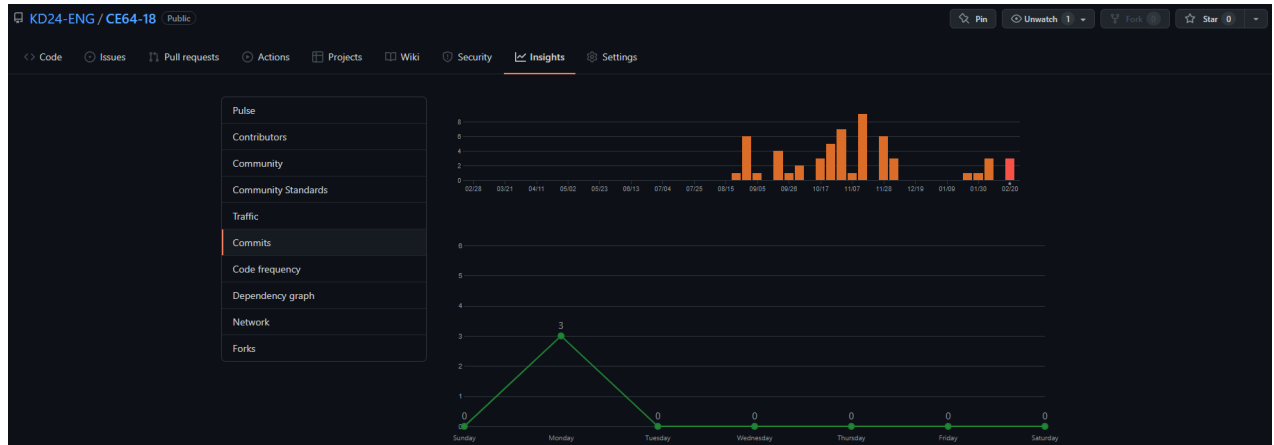 KD24-ENG / CE64-18 Public
Pin
Unwatch 1
Fork 0
Star 0
Code
Issues
Pull requests
Actions
Projects
Wiki
Security
Insights
Settings
Pulse
Contributors
Community
Community Standards
Traffic
Commits
Code frequency
Dependency graph
Network
Forks
8
6
4
2
0
02/28 03/21 04/11 05/02 05/23 06/13 07/04 07/25 08/15 09/05 09/26 10/17 11/07 11/28 12/19 01/09 01/30 02/20
6
5
4
3
2
1
0
0 3 0 0 0 0 0
Sunday Monday Tuesday Wednesday Thursday Friday Saturday